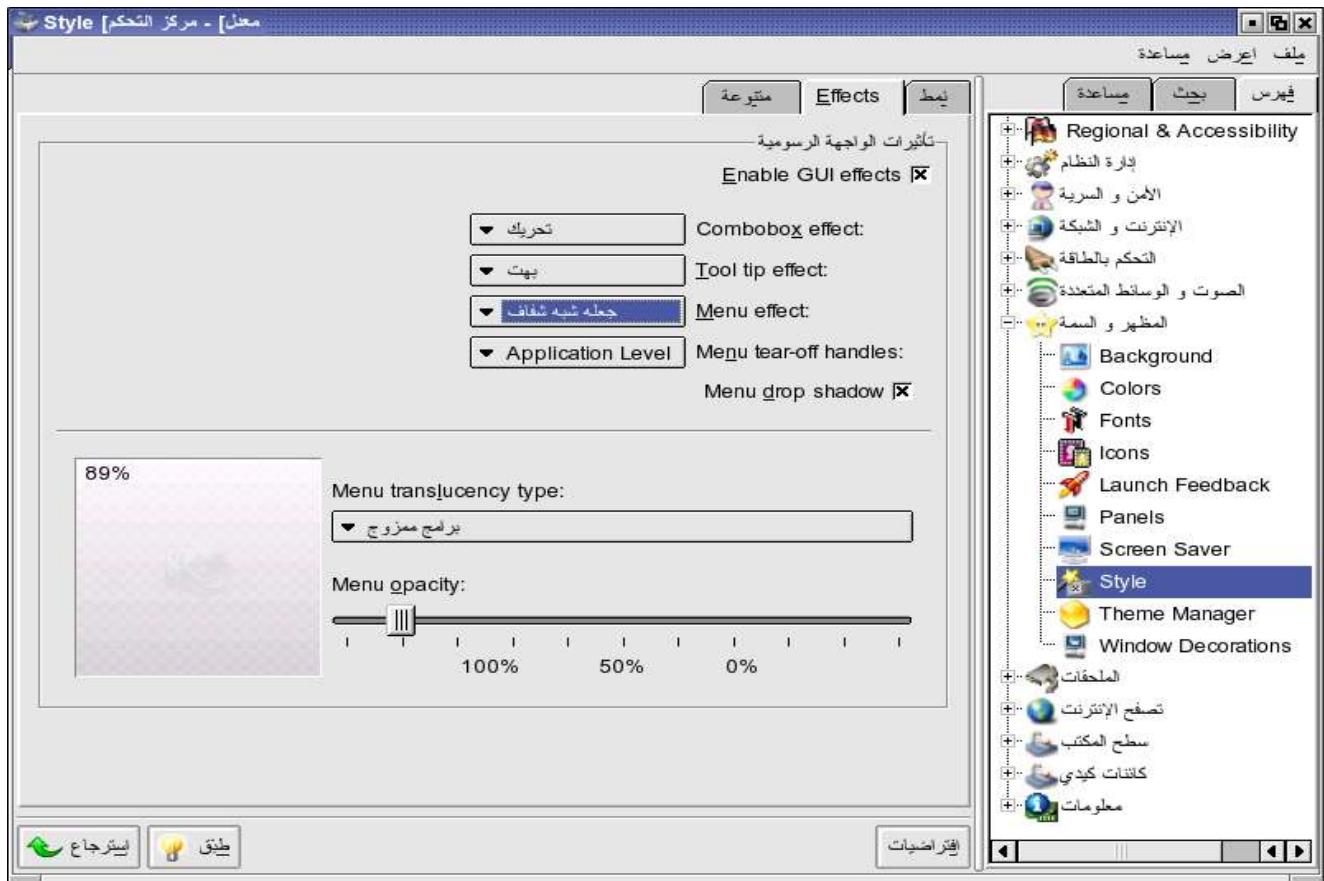 Style [معدل] - مركز التحكم
ملف اعرض مساعدة
فهرس بحث مساعدة
Regional & Accessibility
إدارة النظام
الأمن و السرية
الإنترنت و الشبكة
التحكم بالطاقة
الصوت و الوسائط المتعددة
المظهر و السمة
Background
Colors
Fonts
Icons
Launch Feedback
Panels
Screen Saver
Style
Theme Manager
Window Decorations
الملحقات
تصفح الإنترنت
سطح المكتب
كائنات كيدي
معلومات
نمط Effects متنوعة
تأثيرات الواجهة الرسومية
Enable GUI effects
Combobox effect: تحريك
Tool tip effect: بهت
Menu effect: جعله شبه شفاف
Menu tear-off handles: Application Level
Menu drop shadow
89%
Menu translucency type:
برامج ممزوج
Menu opacity:
100% 50% 0%
افتراضيات طبّق استرجاع